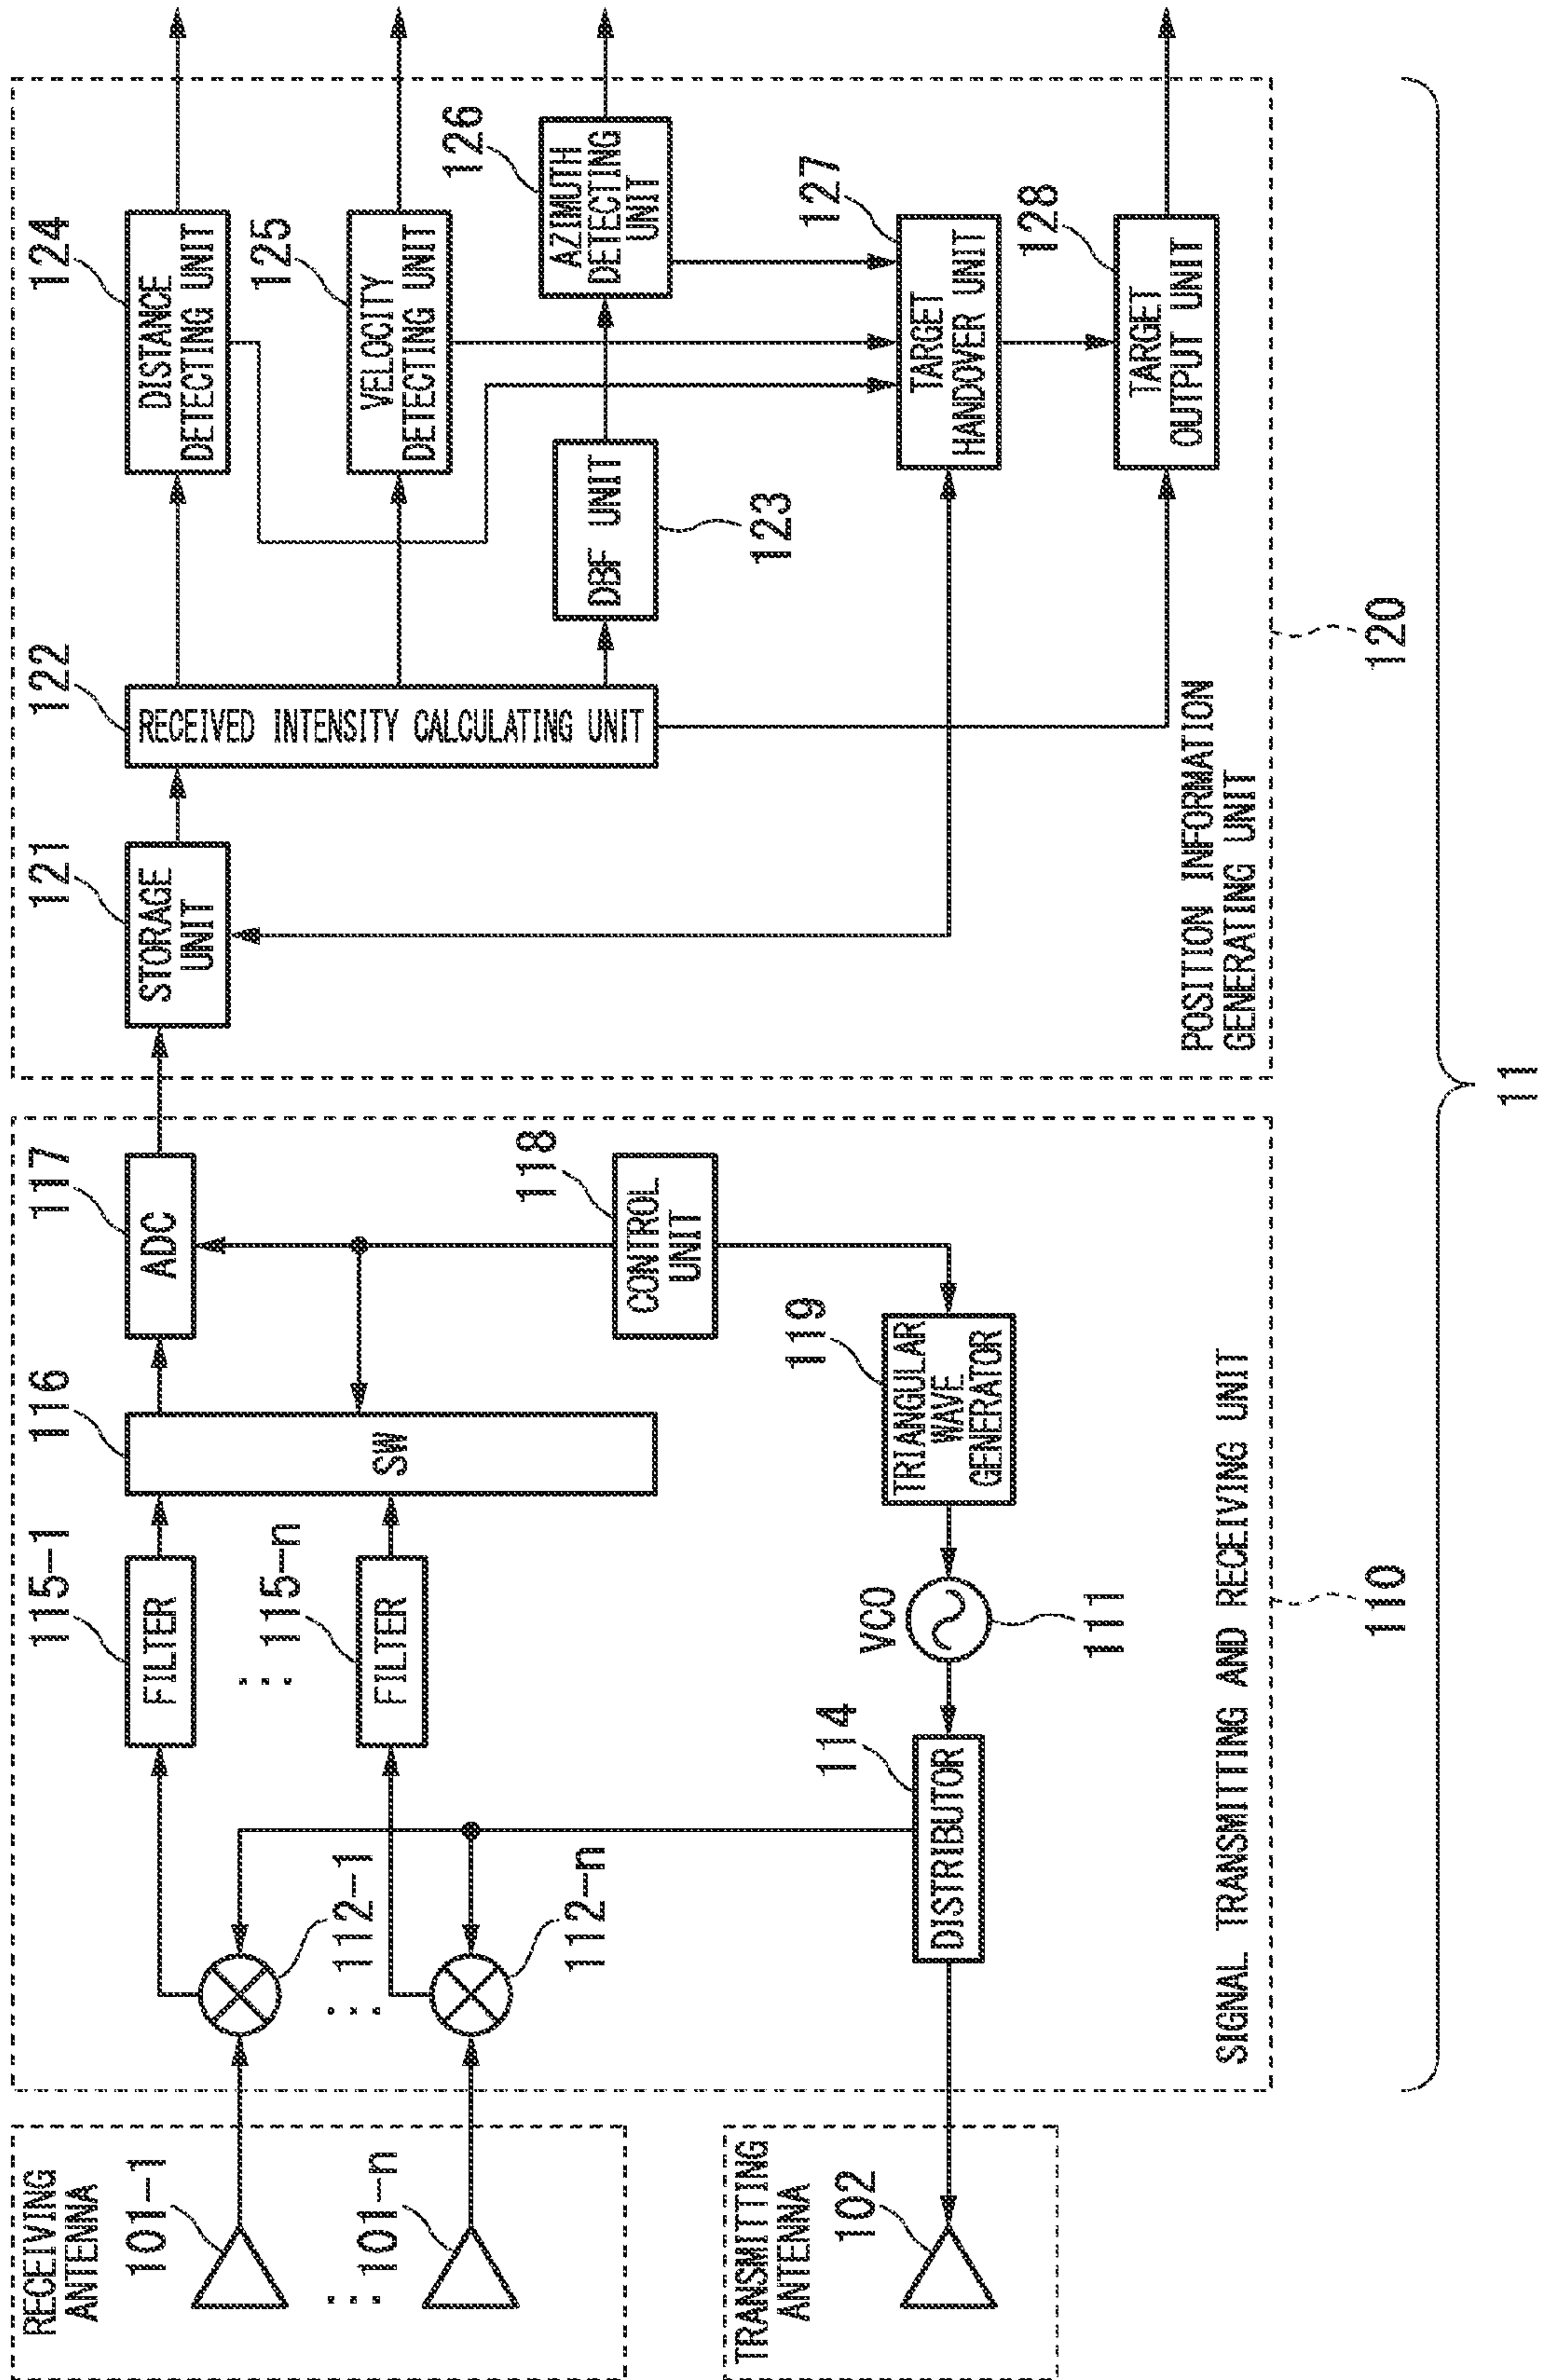 RECEIVING
ANTENNA
101-1
101-n
TRANSMITTING
ANTENNA
102
112-1
112-n
115-1
FILTER
115-n
FILTER
116
SW
117
ADC
118
CONTROL
UNIT
119
TRIANGULAR
WAVE
GENERATOR
VCO
111
114
DISTRIBUTOR
SIGNAL TRANSMITTING AND RECEIVING UNIT
110
121
STORAGE
UNIT
122
RECEIVED INTENSITY CALCULATING UNIT
124
DISTANCE
DETECTING UNIT
125
VELOCITY
DETECTING UNIT
126
AZIMUTH
DETECTING
UNIT
DBF UNIT
123
127
TARGET
HANDOVER UNIT
128
TARGET
OUTPUT UNIT
POSITION INFORMATION
GENERATING UNIT
120
11